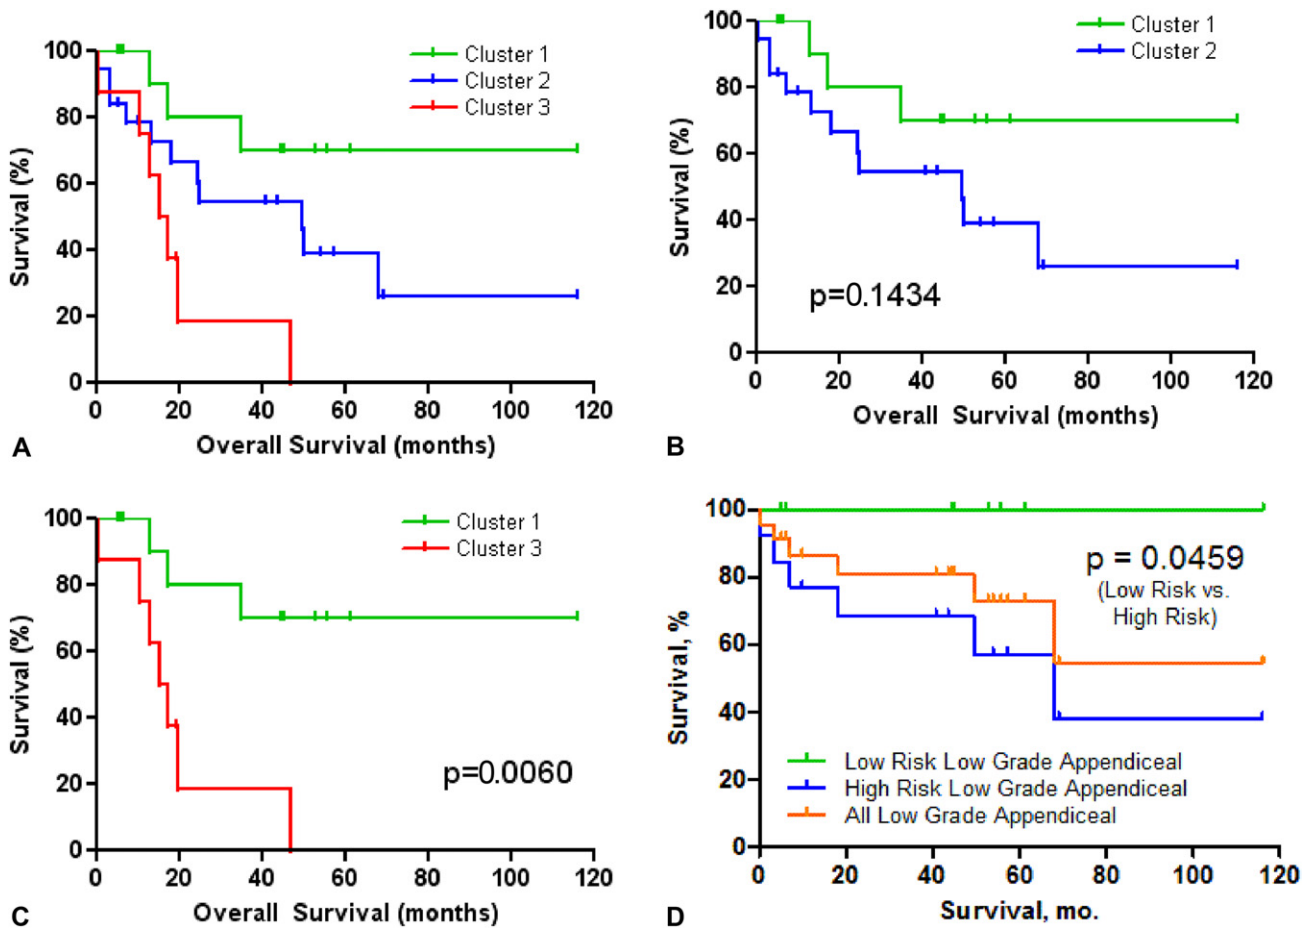 100
80
60
40
20
0
Survival (%)
Cluster 1
Cluster 2
Cluster 3
0 20 40 60 80 100 120
Overall Survival (months)
A
100
80
60
40
20
0
Survival (%)
Cluster 1
Cluster 2
p=0.1434
0 20 40 60 80 100 120
Overall Survival (months)
B
100
80
60
40
20
0
Survival (%)
Cluster 1
Cluster 3
p=0.0060
0 20 40 60 80 100 120
Overall Survival (months)
C
100
80
60
40
20
0
Survival, %
p = 0.0459
(Low Risk vs.
High Risk)
Low Risk Low Grade Appendiceal
High Risk Low Grade Appendiceal
All Low Grade Appendiceal
0 20 40 60 80 100 120
Survival, mo.
D